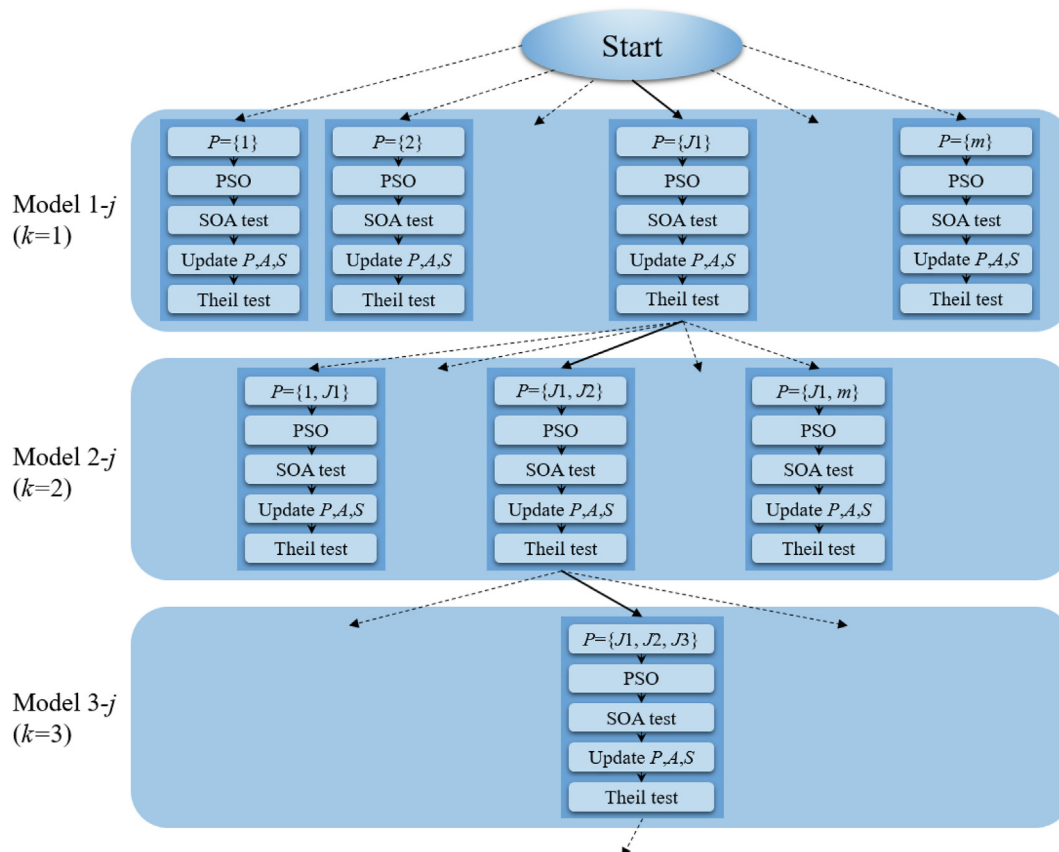 Start
Model 1-j
(k=1)
P={1}
PSO
SOA test
Update P,A,S
Theil test
P={2}
PSO
SOA test
Update P,A,S
Theil test
P={J1}
PSO
SOA test
Update P,A,S
Theil test
P={m}
PSO
SOA test
Update P,A,S
Theil test
Model 2-j
(k=2)
P={1, J1}
PSO
SOA test
Update P,A,S
Theil test
P={J1, J2}
PSO
SOA test
Update P,A,S
Theil test
P={J1, m}
PSO
SOA test
Update P,A,S
Theil test
Model 3-j
(k=3)
P={J1, J2, J3}
PSO
SOA test
Update P,A,S
Theil test